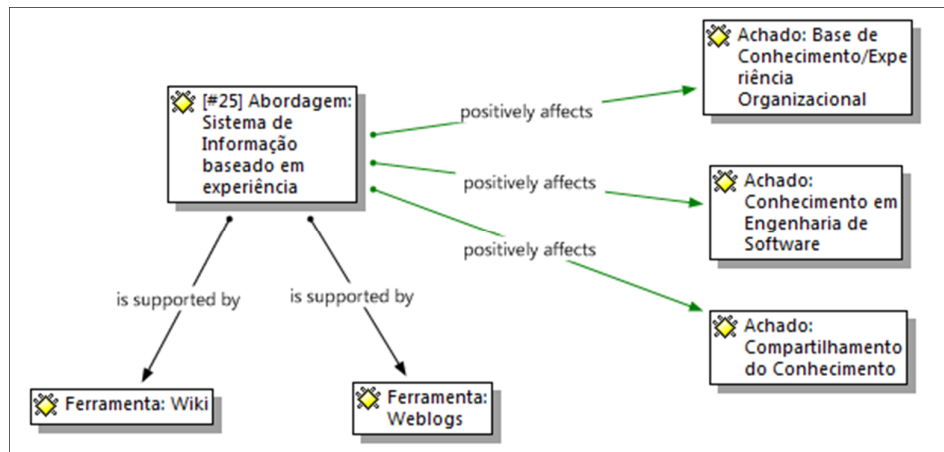 [#25] Abordagem:
Sistema de
Informação
baseado em
experiência
positively affects
Achado: Base de
Conhecimento/Expe
riência
Organizacional
positively affects
Achado:
Conhecimento em
Engenharia de
Software
positively affects
Achado:
Compartilhamento
do Conhecimento
is supported by
is supported by
Ferramenta: Wiki
Ferramenta:
Weblogs